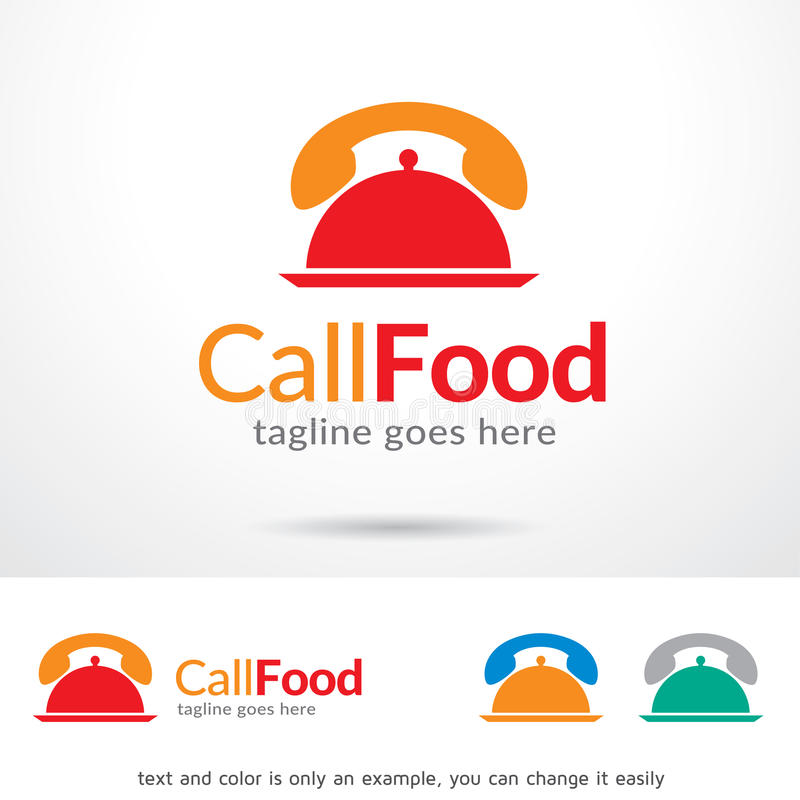 CallFood
tagline goes here
CallFood
tagline goes here
text and color is only an example, you can change it easily